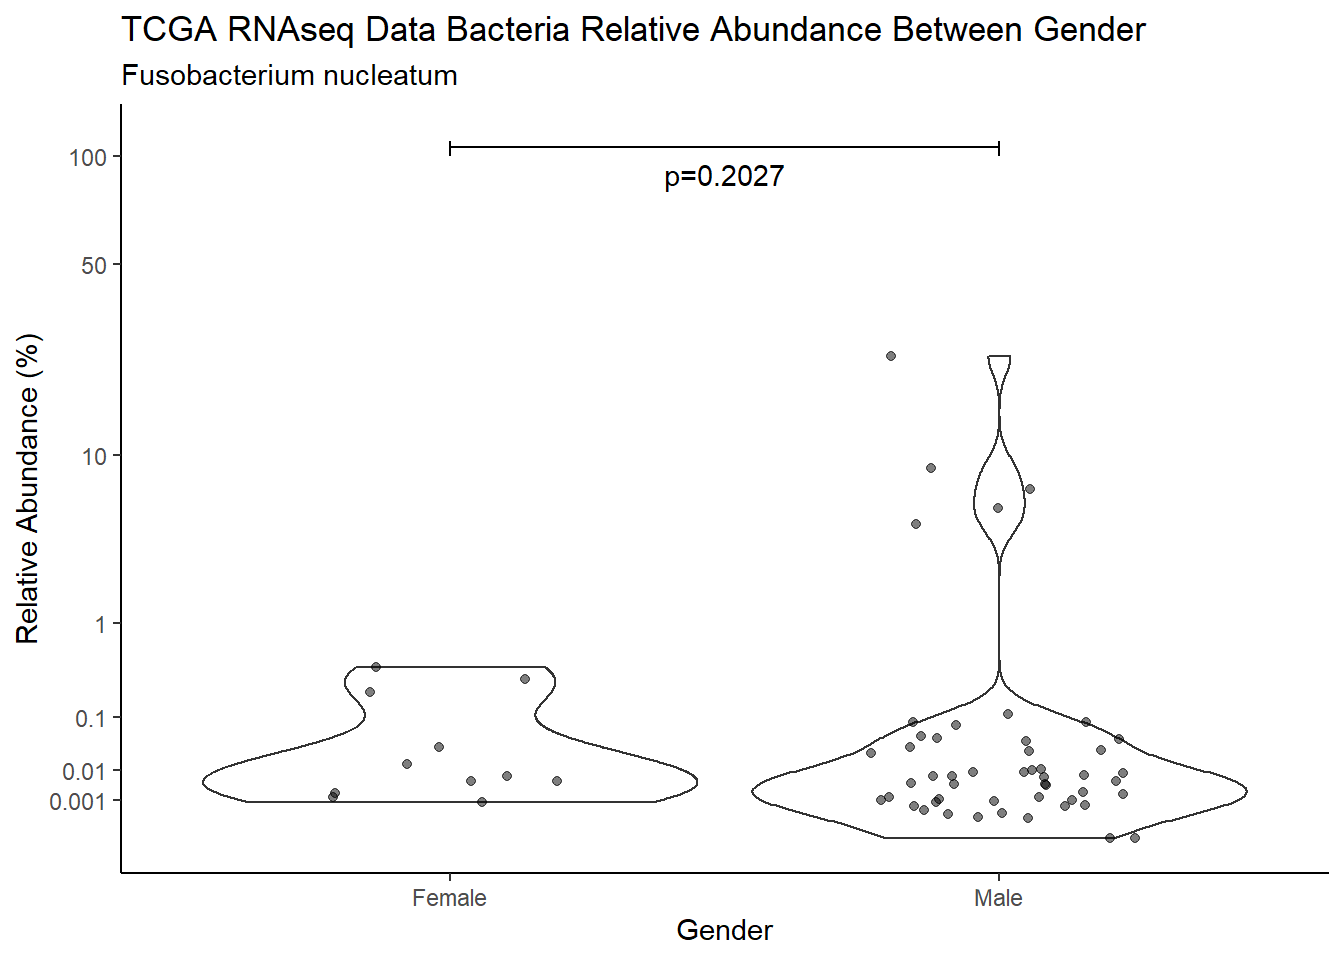 TCGA RNAseq Data Bacteria Relative Abundance Between Gender
Fusobacterium nucleatum
p=0.2027
Relative Abundance (%)
100
50
10
1
0.1
0.01
0.001
Female
Male
Gender